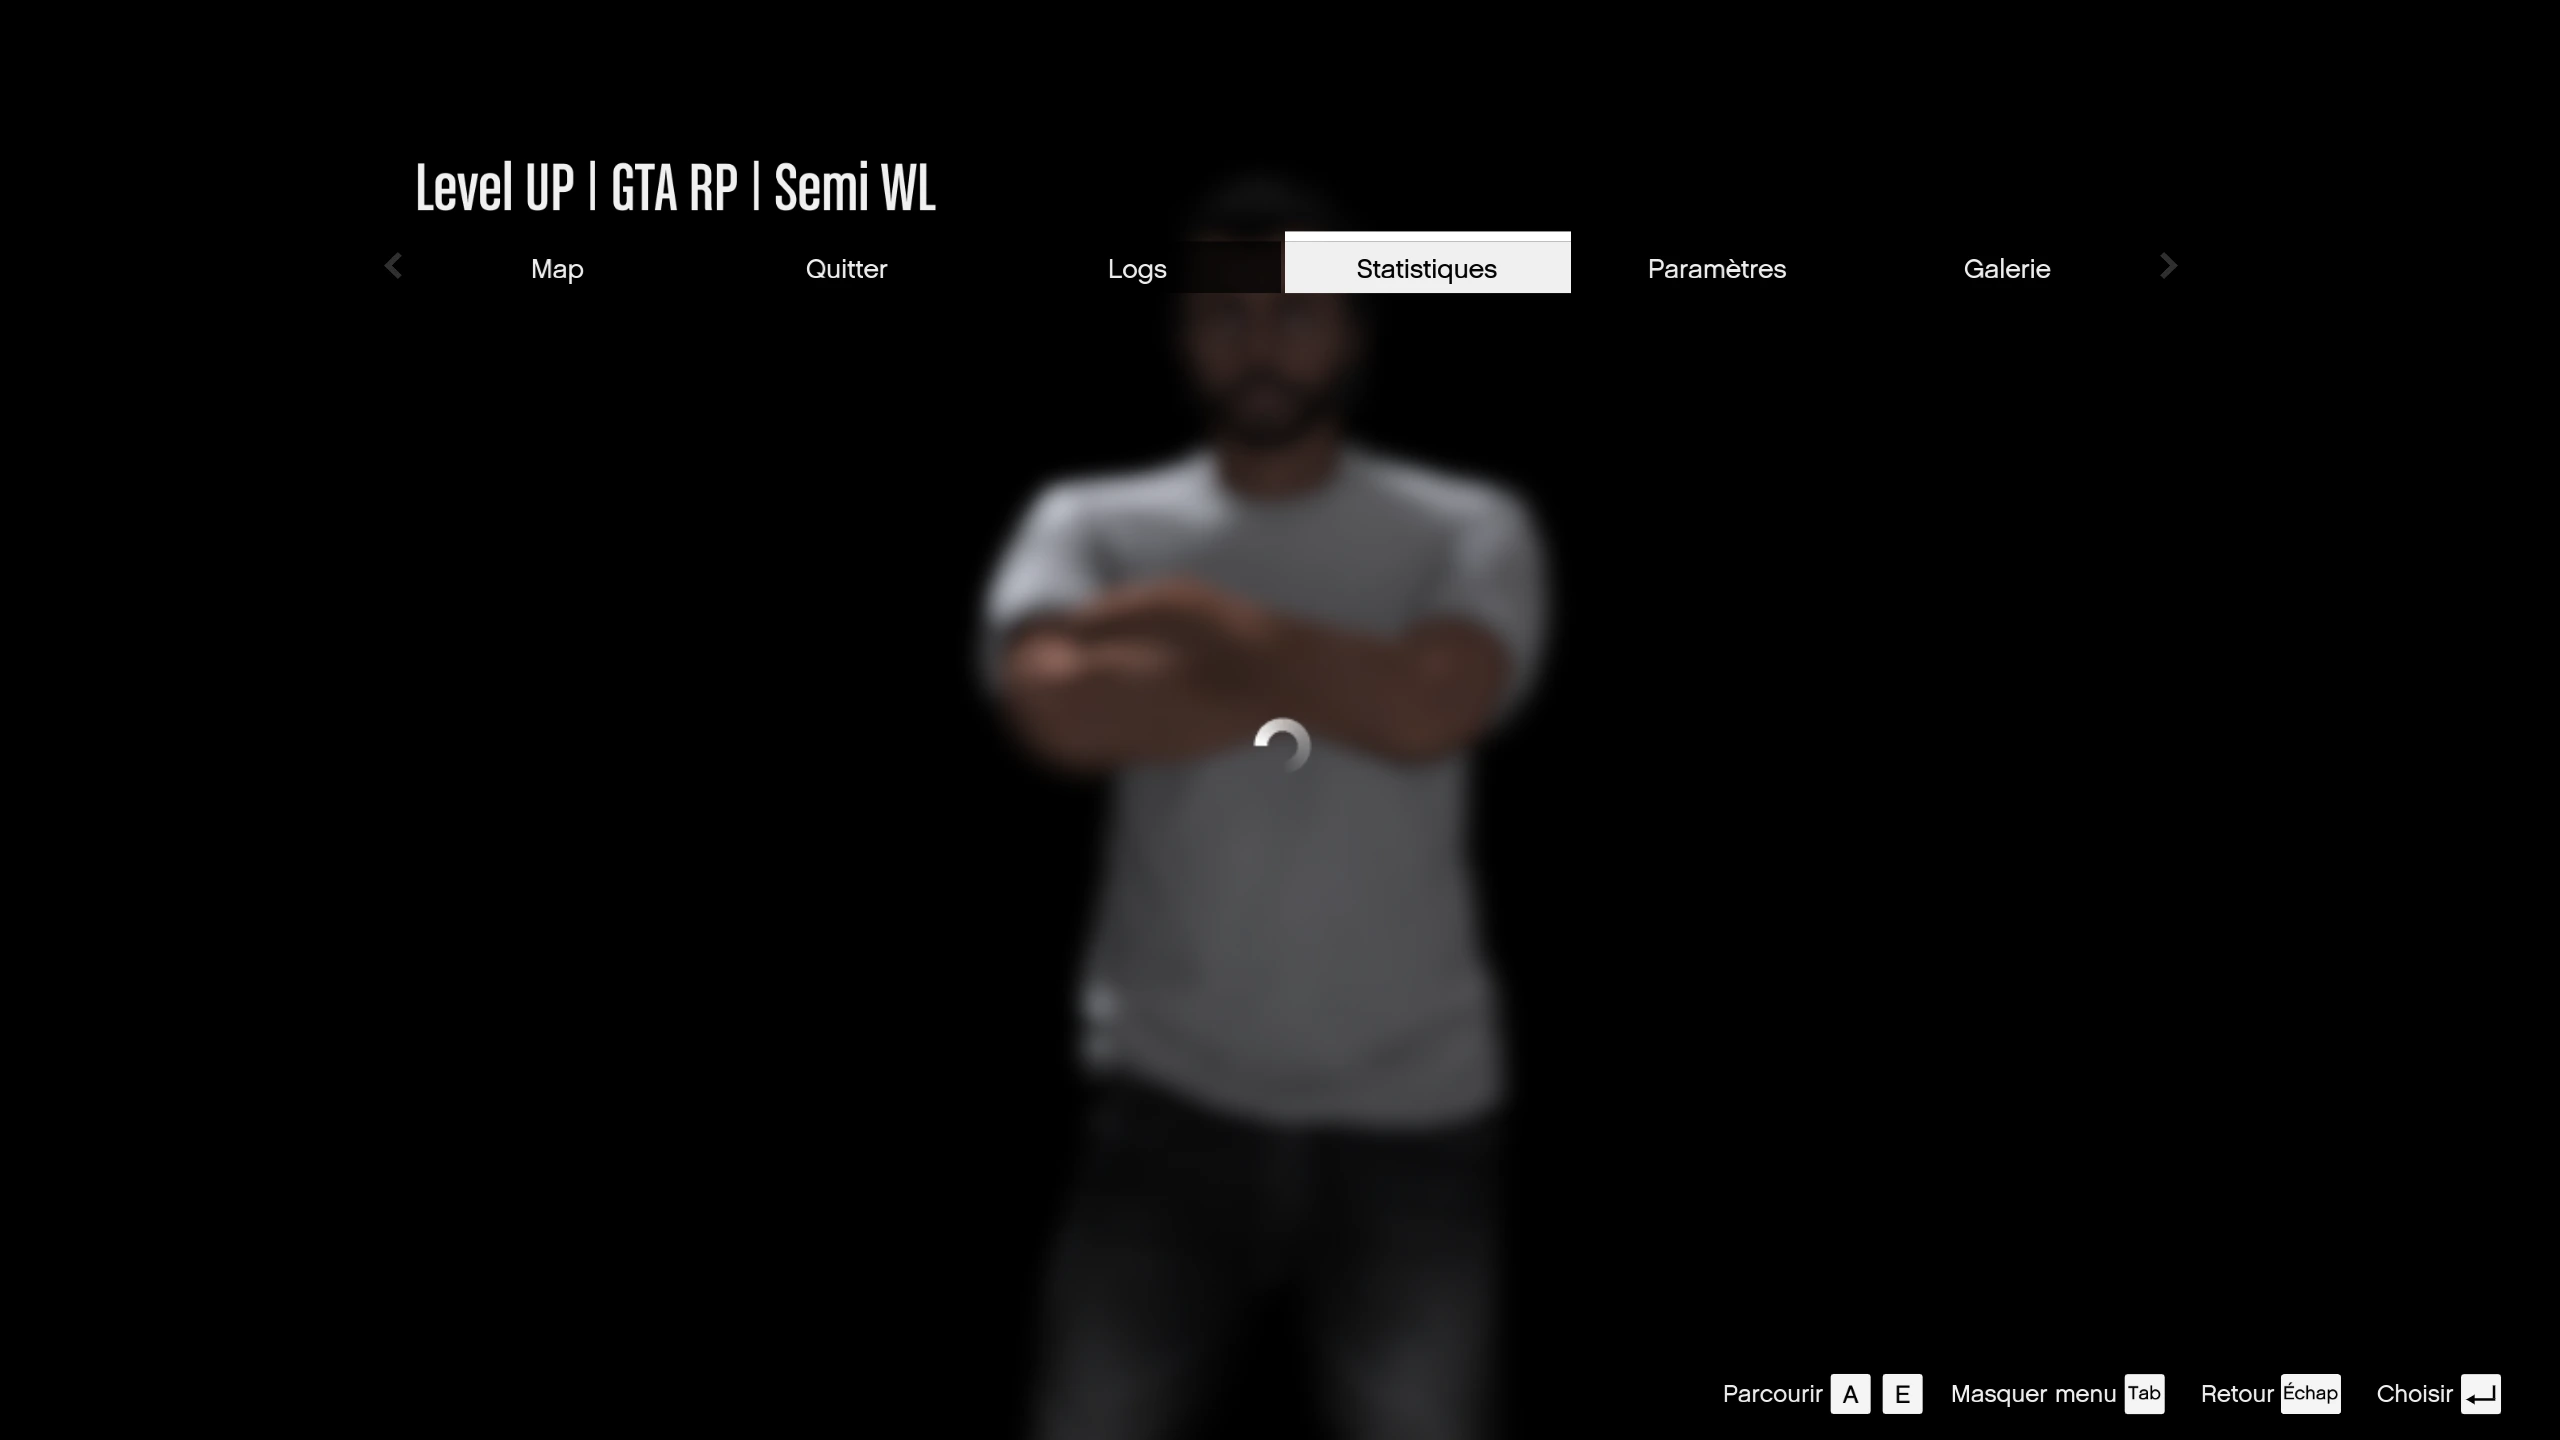 Level UP | GTA RP | Semi WL
Map Quitter Logs Statistiques Paramètres Galerie
Parcourir A E Masquer menu Tab Retour Échap Choisir